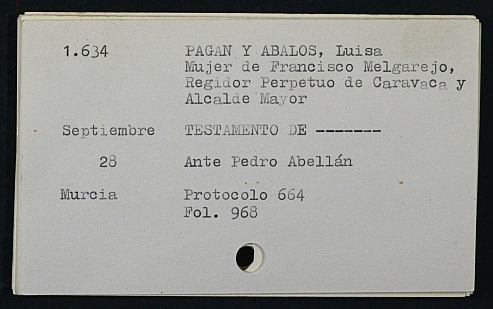 1.634 PAGAN Y ABALOS, Luisa
Mujer de Francisco Melgarejo,
Regidor Perpetuo de Caravaca y
Alcalde Mayor
Septiembre TESTAMENTO DE -------
28 Ante Pedro Abellán
Murcia Protocolo 664
Fol. 968